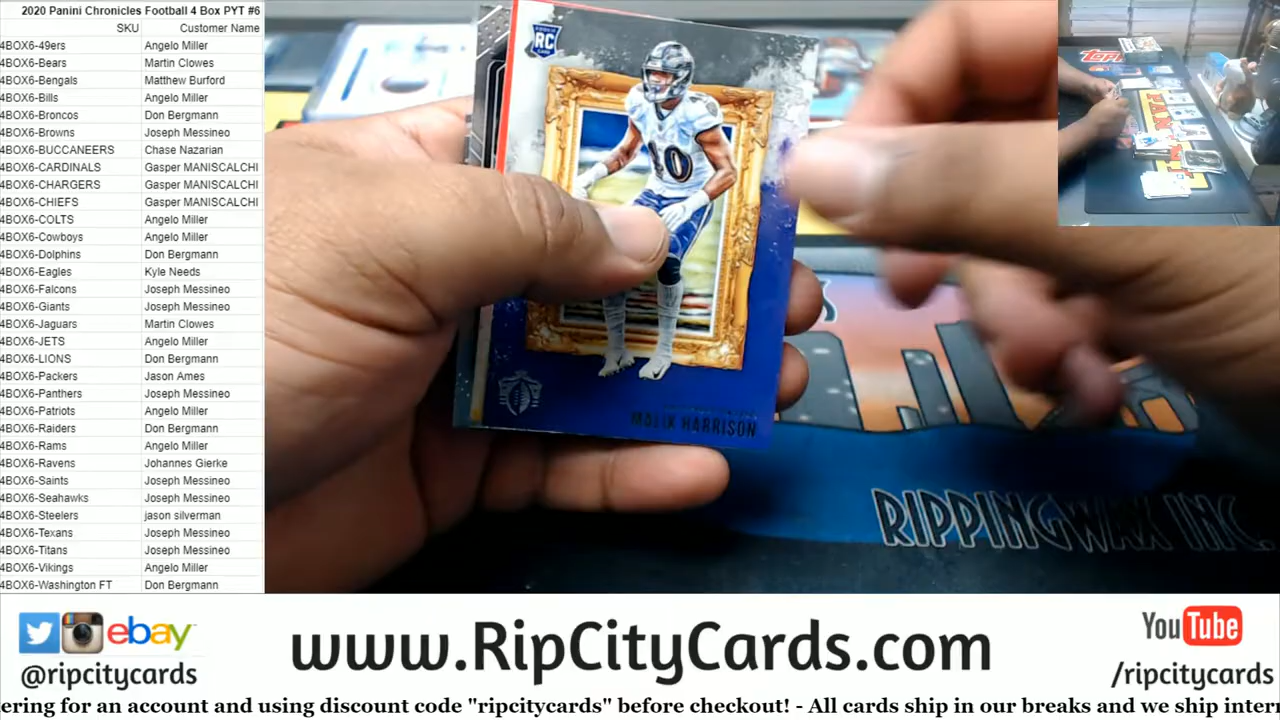 2020 Panini Chronicles Football 4 Box PYT #6
SKU Customer Name
4BOX6-49ers Angelo Miller
4BOX6-Bears Martin Clowes
4BOX6-Bengals Matthew Burford
4BOX6-Bills Angelo Miller
4BOX6-Broncos Don Bergmann
4BOX6-Browns Joseph Messineo
4BOX6-BUCCANEERS Chase Nazarian
4BOX6-CARDINALS Gasper MANISCALCHI
4BOX6-CHARGERS Gasper MANISCALCHI
4BOX6-CHIEFS Gasper MANISCALCHI
4BOX6-COLTS Angelo Miller
4BOX6-Cowboys Angelo Miller
4BOX6-Dolphins Don Bergmann
4BOX6-Eagles Kyle Needs
4BOX6-Falcons Joseph Messineo
4BOX6-Giants Joseph Messineo
4BOX6-Jaguars Martin Clowes
4BOX6-JETS Angelo Miller
4BOX6-LIONS Don Bergmann
4BOX6-Packers Jason Ames
4BOX6-Panthers Joseph Messineo
4BOX6-Patriots Angelo Miller
4BOX6-Raiders Don Bergmann
4BOX6-Rams Angelo Miller
4BOX6-Ravens Johannes Gierke
4BOX6-Saints Joseph Messineo
4BOX6-Seahawks Joseph Messineo
4BOX6-Steelers jason silverman
4BOX6-Texans Joseph Messineo
4BOX6-Titans Joseph Messineo
4BOX6-Vikings Angelo Miller
4BOX6-Washington FT Don Bergmann
RC
40
MALIK HARRISON
Topps
RIPPINGWAX INC.
ebay
@ripcitycards
www.RipCityCards.com
YouTube
/ripcitycards
ering for an account and using discount code "ripcitycards" before checkout! - All cards ship in our breaks and we ship inter